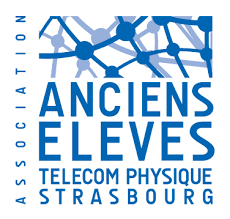 ASSOCIATION
ANCIENS
ELEVES
TELECOM PHYSIQUE
STRASBOURG